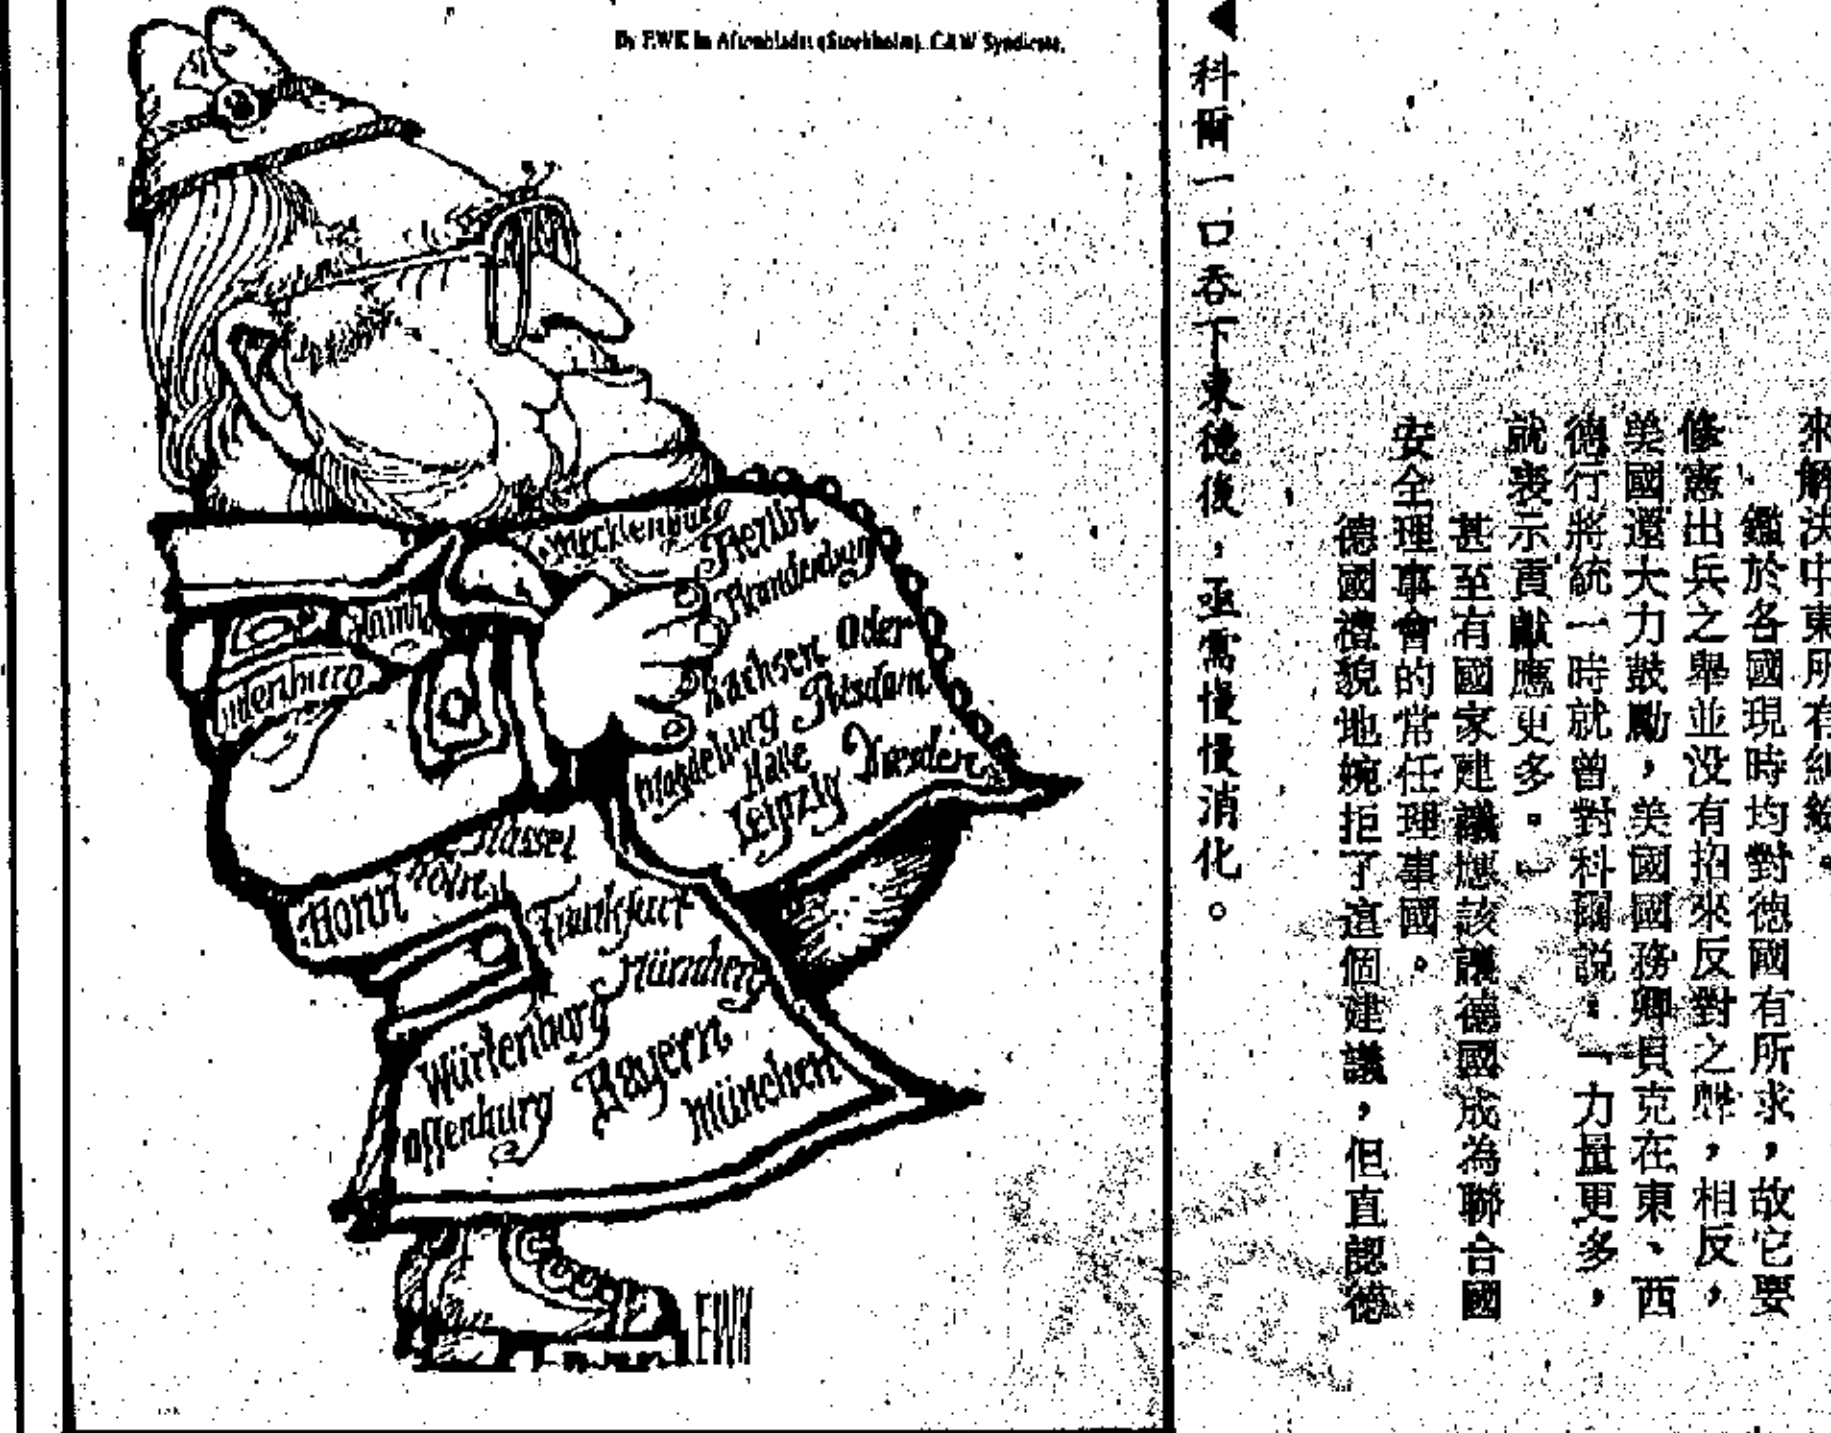 By EWK in Aftonbladet (Stockholm). C&W Syndicate.
Mecklenburg
Berlin
Brandenburg
Sachsen Oder
Magdeburg Potsdam
Halle Dresden
Leipzig
Kassel
Bonn Köln
Frankfurt
Nürnberg
Würtenburg
Bayern
Offenburg
München
EWK
◀科爾一口吞下東德後，亟需慢慢消化。
來解決中東所有糾紛。
鑑於各國現時均對德國有所求，故它要
修憲出兵之舉並没有招來反對之聲，相反，
美國還大力鼓勵，美國國務卿貝克在東、西
德行將統一時就曾對科爾説：「力量更多，
就表示貢獻應更多。」
甚至有國家建議應該讓德國成為聯合國
安全理事會的常任理事國。
德國禮貌地婉拒了這個建議，但直認德